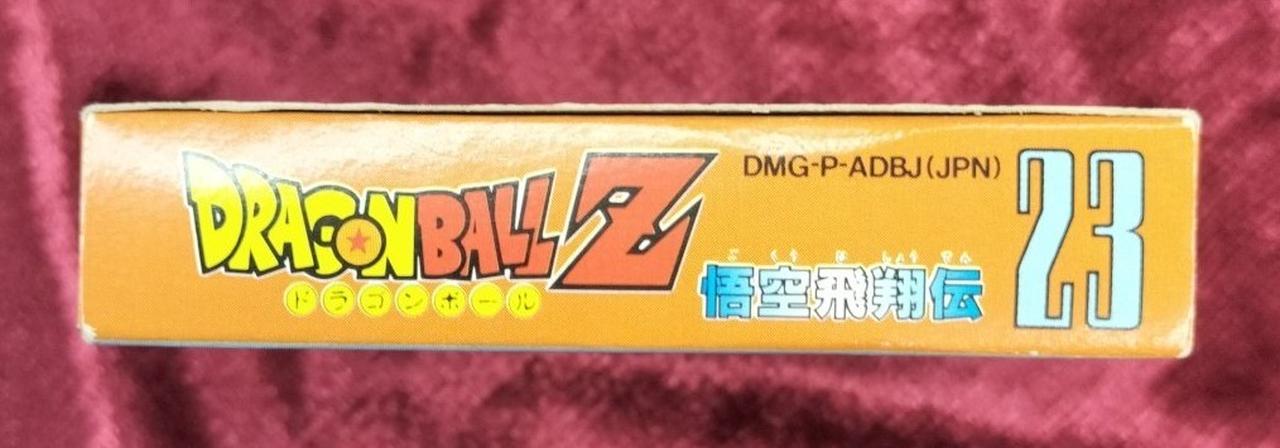 DRAGON BALL Z
ドラゴンボール
DMG-P-ADBJ(JPN)
ごくうひしょうでん
悟空飛翔伝
23